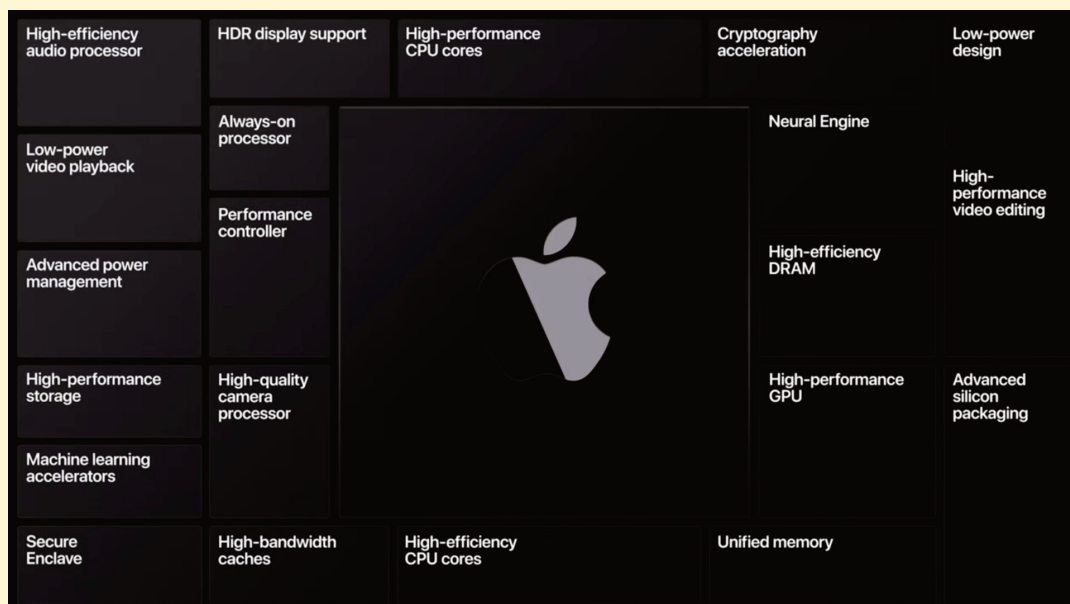 High-efficiency
audio processor
HDR display support
High-performance
CPU cores
Cryptography
acceleration
Low-power
design
Low-power
video playback
Always-on
processor
Neural Engine
High-
performance
video editing
Performance
controller
Advanced power
management
High-efficiency
DRAM
High-performance
storage
High-quality
camera
processor
High-performance
GPU
Advanced
silicon
packaging
Machine learning
accelerators
Secure
Enclave
High-bandwidth
caches
High-efficiency
CPU cores
Unified memory